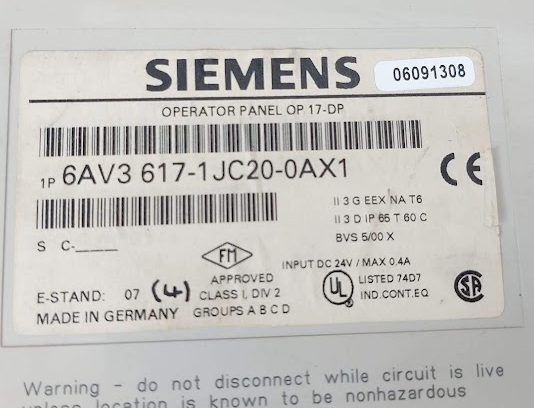 SIEMENS
06091308
OPERATOR PANEL OP 17-DP
1P 6AV3 617-1JC20-0AX1
CE
II 3 G EEX NA T6
II 3 D IP 65 T 60 C
BVS 5/00 X
S C-____
FM
INPUT DC 24V / MAX 0.4A
APPROVED
UL LISTED 74D7
SA
E-STAND: 07 (4) CLASS I, DIV 2
IND.CONT.EQ
MADE IN GERMANY GROUPS A B C D
Warning - do not disconnect while circuit is live
unless location is known to be nonhazardous